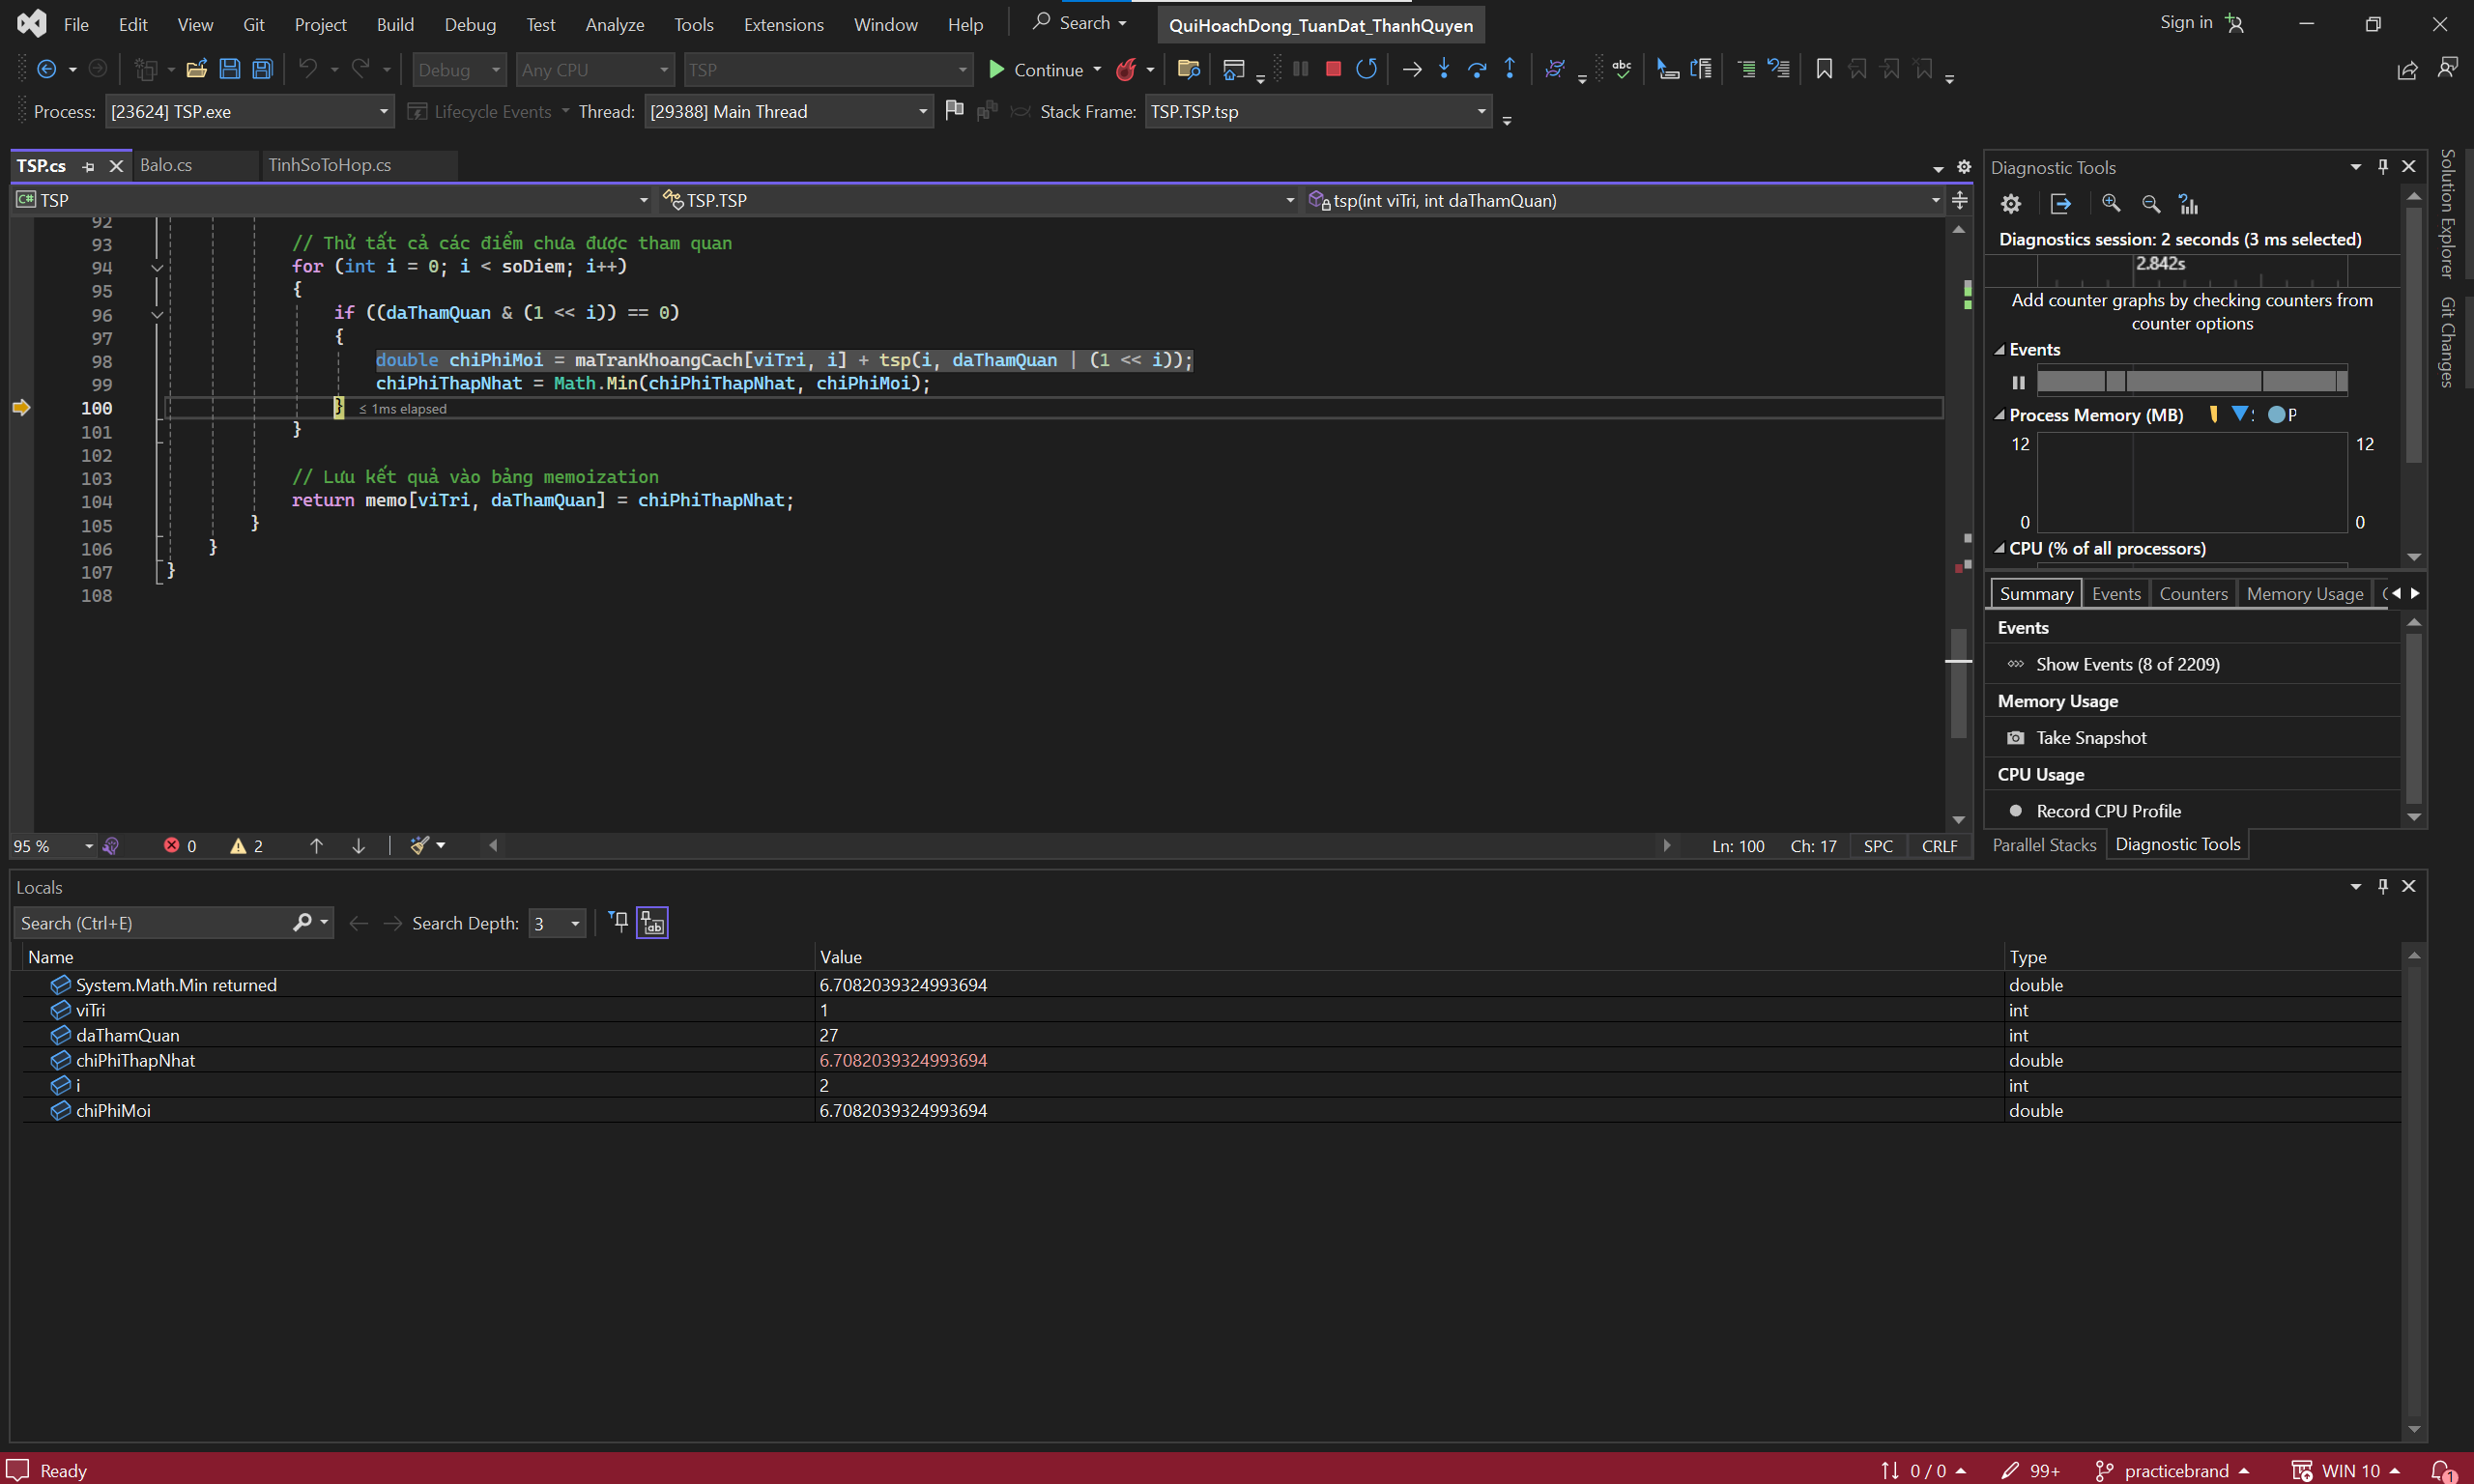 File Edit View Git Project Build Debug Test Analyze Tools Extensions Window Help Search QuiHoachDong_TuanDat_ThanhQuyen Sign in
Debug Any CPU TSP Continue
Process: [23624] TSP.exe Lifecycle Events Thread: [29388] Main Thread Stack Frame: TSP.TSP.tsp
TSP.cs Balo.cs TinhSoToHop.cs
C# TSP TSP.TSP tsp(int viTri, int daThamQuan)
92
93 // Thử tất cả các điểm chưa được tham quan
94 for (int i = 0; i < soDiem; i++)
95 {
96 if ((daThamQuan & (1 << i)) == 0)
97 {
98 double chiPhiMoi = maTranKhoangCach[viTri, i] + tsp(i, daThamQuan | (1 << i));
99 chiPhiThapNhat = Math.Min(chiPhiThapNhat, chiPhiMoi);
100 } ≤ 1ms elapsed
101 }
102
103 // Lưu kết quả vào bảng memoization
104 return memo[viTri, daThamQuan] = chiPhiThapNhat;
105 }
106 }
107 }
108
95 % 0 2 Ln: 100 Ch: 17 SPC CRLF
Diagnostic Tools
Diagnostics session: 2 seconds (3 ms selected)
2.842s
Add counter graphs by checking counters from
counter options
Events
Process Memory (MB) P
12 12
0 0
CPU (% of all processors)
Summary Events Counters Memory Usage
Events
Show Events (8 of 2209)
Memory Usage
Take Snapshot
CPU Usage
Record CPU Profile
Parallel Stacks Diagnostic Tools
Solution Explorer
Git Changes
Locals
Search (Ctrl+E) Search Depth: 3
Name Value Type
System.Math.Min returned 6.7082039324993694 double
viTri 1 int
daThamQuan 27 int
chiPhiThapNhat 6.7082039324993694 double
i 2 int
chiPhiMoi 6.7082039324993694 double
Ready 0 / 0 99+ practicebrand WIN 10 1